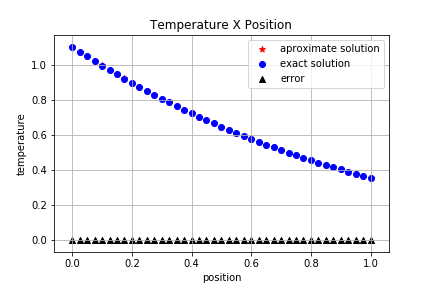 Temperature X Position
aproximate solution
exact solution
error
temperature
1.0
0.8
0.6
0.4
0.2
0.0
0.0 0.2 0.4 0.6 0.8 1.0
position